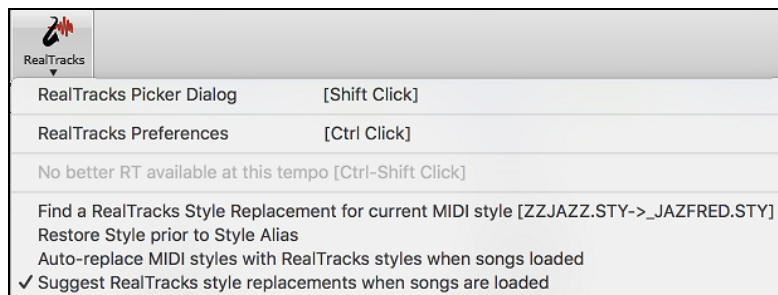 RealTracks
RealTracks Picker Dialog [Shift Click]
RealTracks Preferences [Ctrl Click]
No better RT available at this tempo [Ctrl-Shift Click]
Find a RealTracks Style Replacement for current MIDI style [ZZJAZZ.STY->_JAZFRED.STY]
Restore Style prior to Style Alias
Auto-replace MIDI styles with RealTracks styles when songs loaded
✓ Suggest RealTracks style replacements when songs are loaded